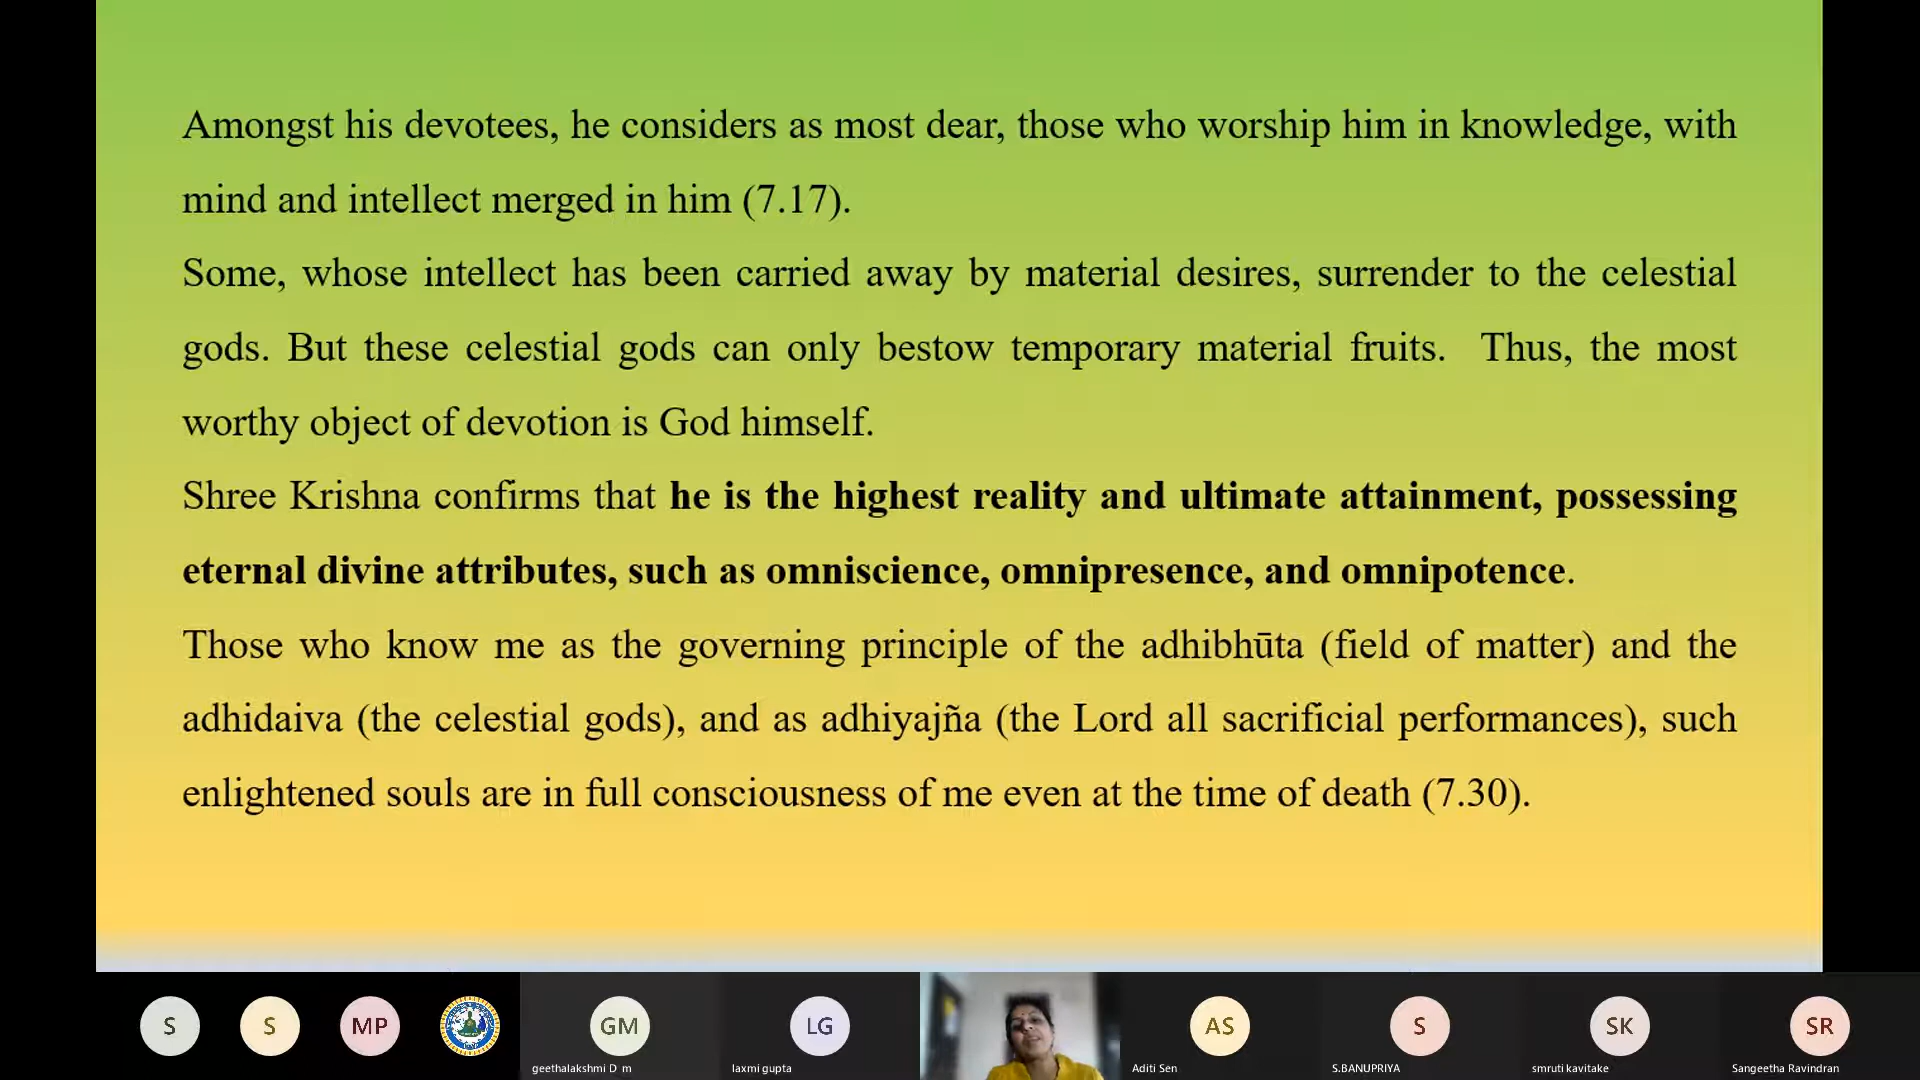 Amongst his devotees, he considers as most dear, those who worship him in knowledge, with
mind and intellect merged in him (7.17).
Some, whose intellect has been carried away by material desires, surrender to the celestial
gods. But these celestial gods can only bestow temporary material fruits. Thus, the most
worthy object of devotion is God himself.
Shree Krishna confirms that he is the highest reality and ultimate attainment, possessing
eternal divine attributes, such as omniscience, omnipresence, and omnipotence.
Those who know me as the governing principle of the adhibhūta (field of matter) and the
adhidaiva (the celestial gods), and as adhiyajña (the Lord all sacrificial performances), such
enlightened souls are in full consciousness of me even at the time of death (7.30).
S
S
MP
GM
LG
AS
S
SK
SR
geethalakshmi D m
laxmi gupta
Aditi Sen
S.BANUPRIYA
smruti kavitake
Sangeetha Ravindran